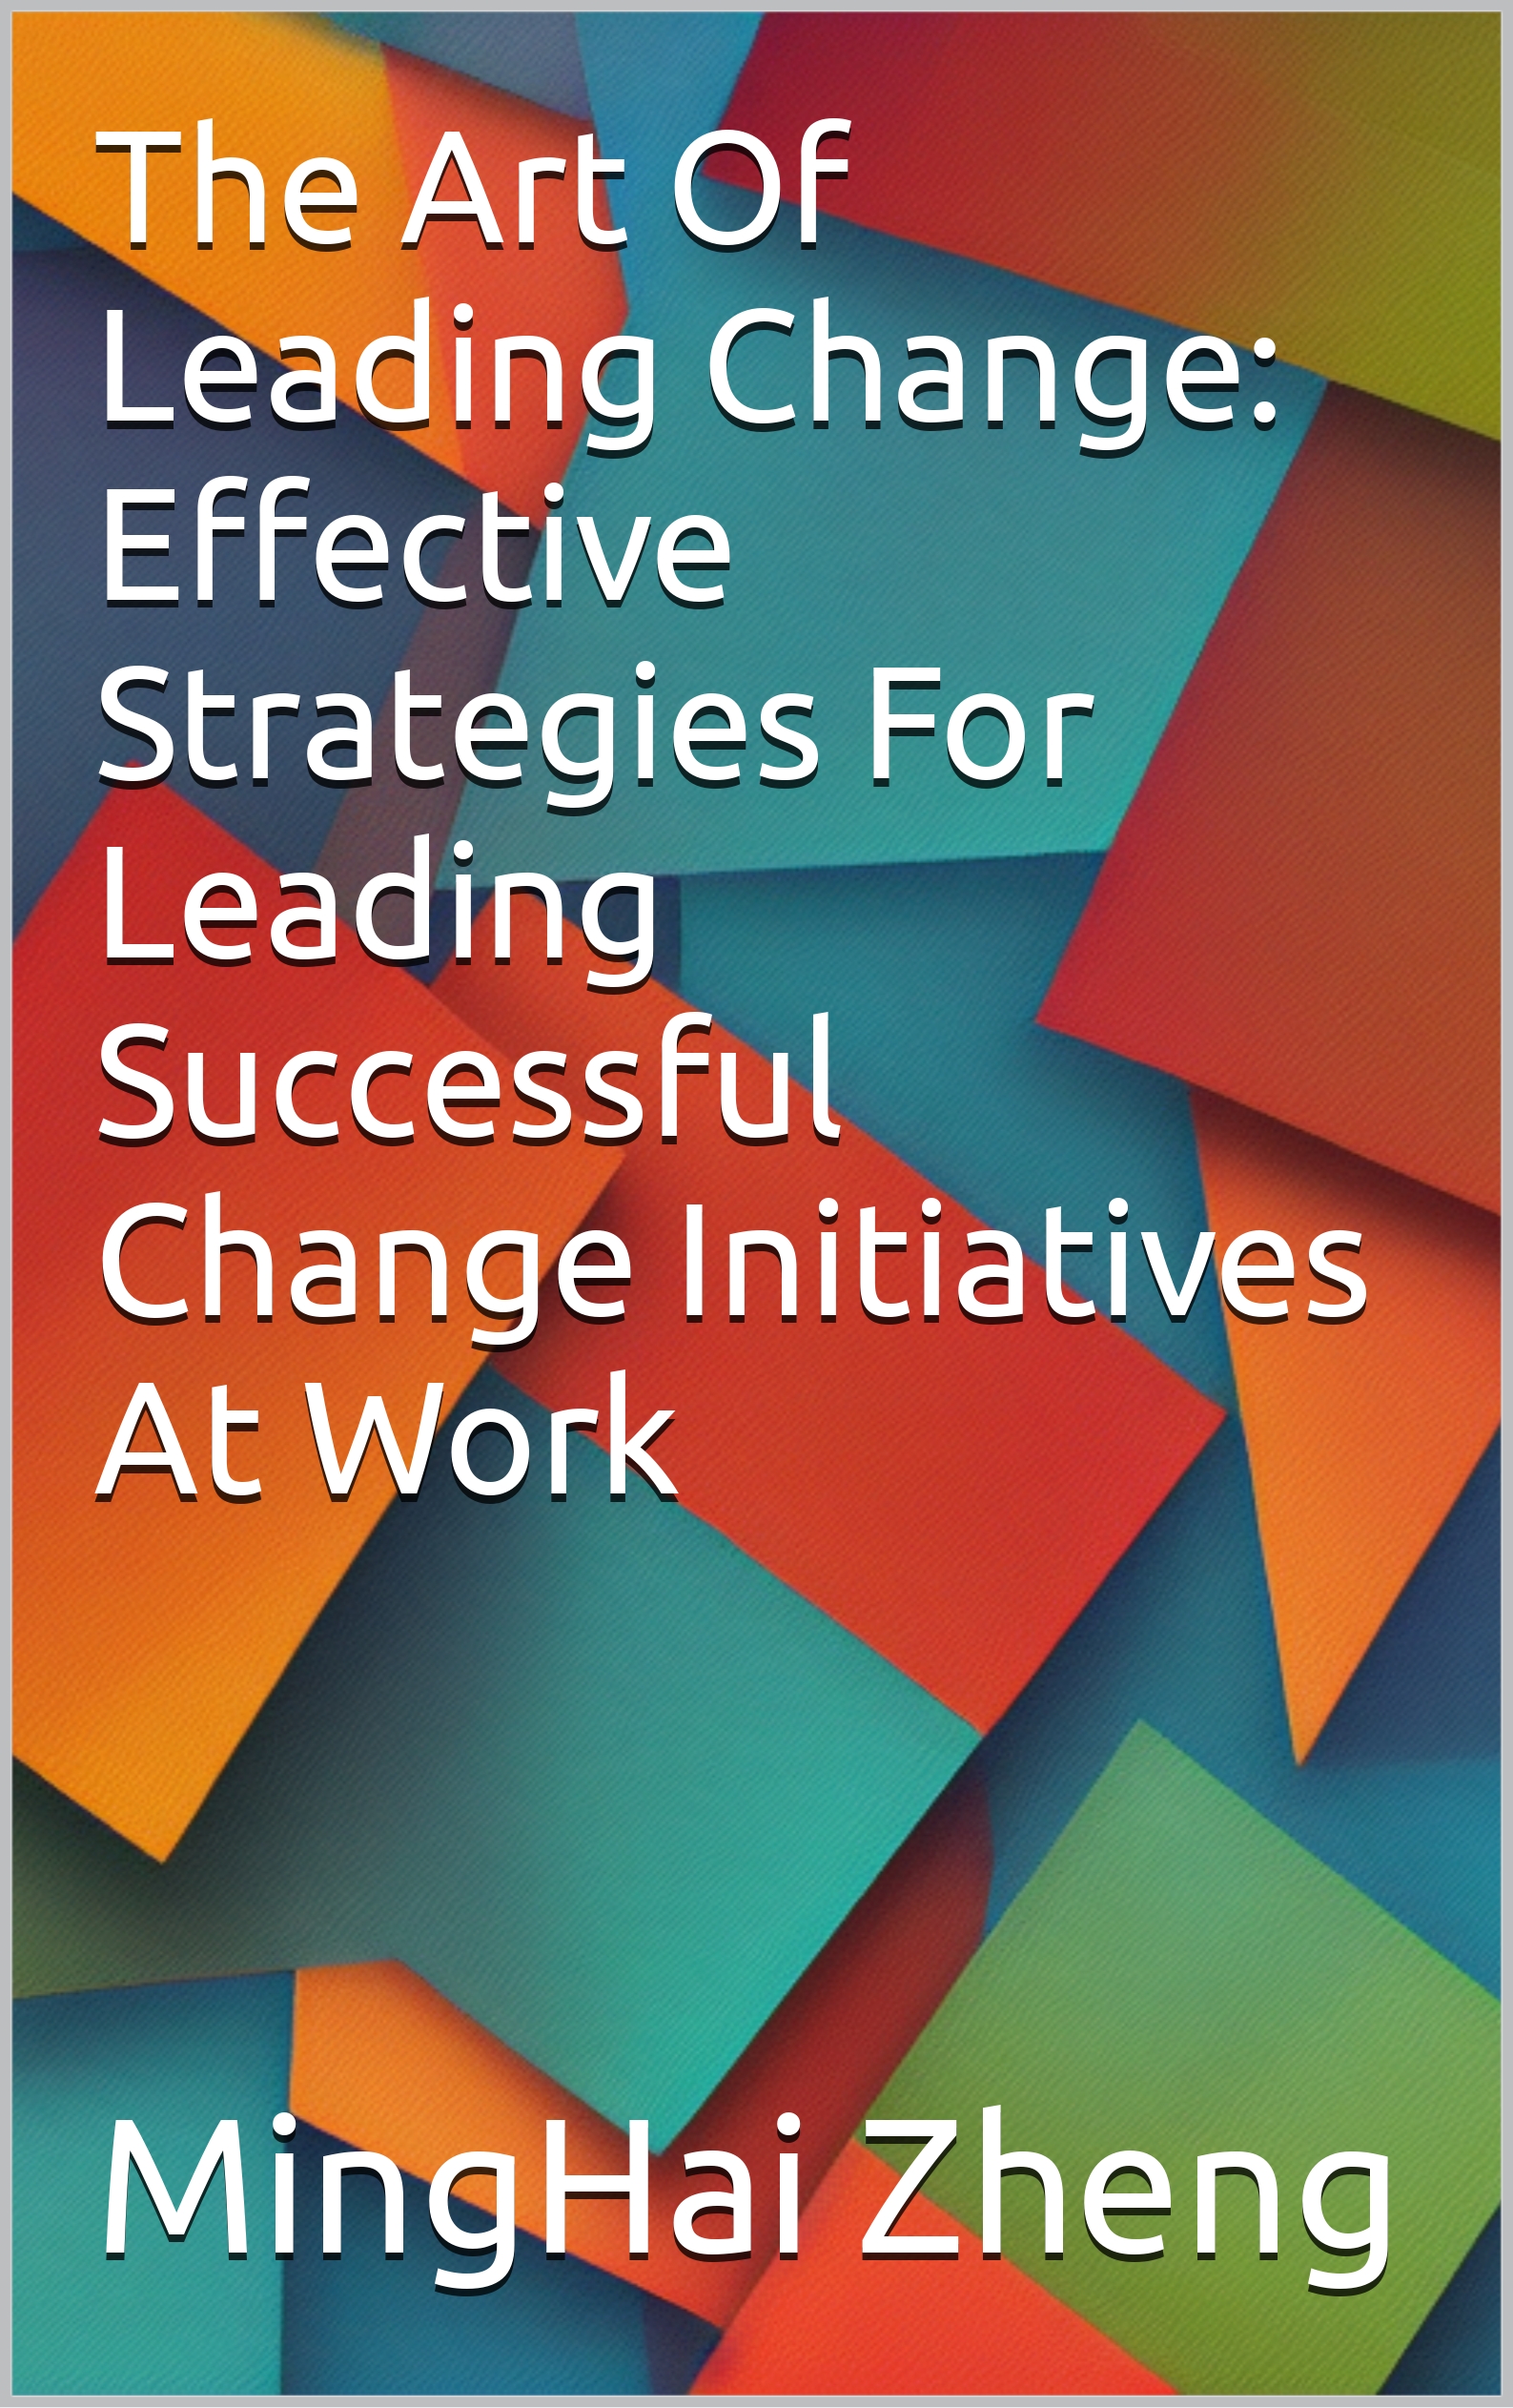 The Art Of
Leading Change:
Effective
Strategies For
Leading
Successful
Change Initiatives
At Work
MingHai Zheng